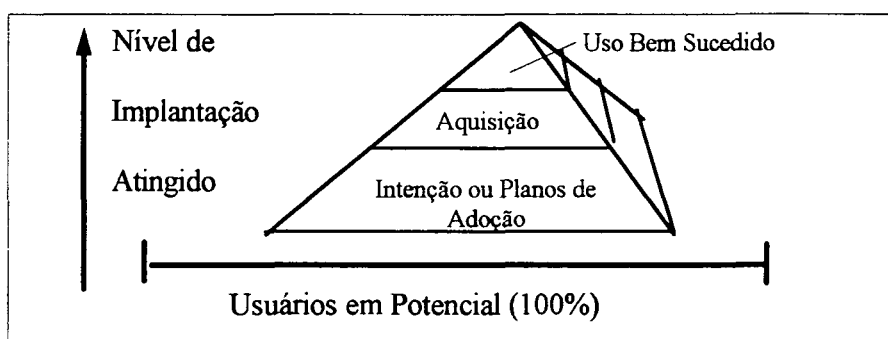 Nível de
Uso Bem Sucedido
Implantação
Aquisição
Atingido
Intenção ou Planos de
Adoção
Usuários em Potencial (100%)